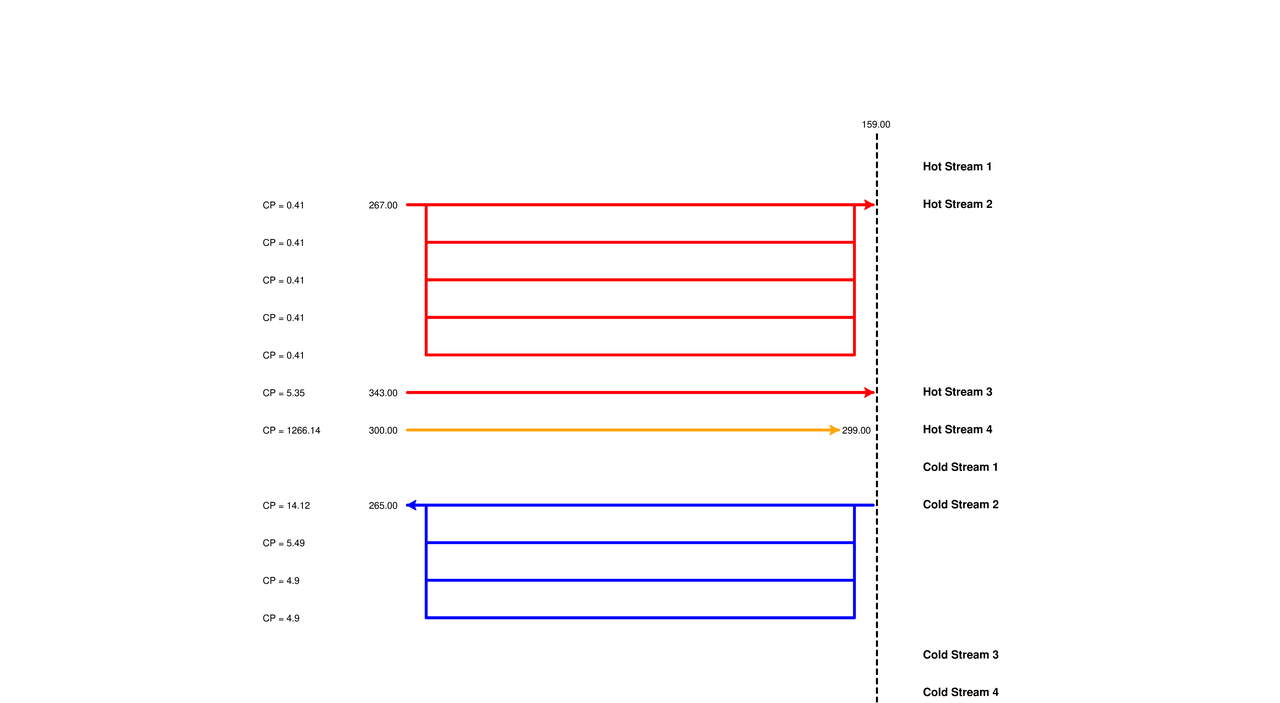 159.00
Hot Stream 1
CP = 0.41 267.00 Hot Stream 2
CP = 0.41
CP = 0.41
CP = 0.41
CP = 0.41
CP = 5.35 343.00 Hot Stream 3
CP = 1266.14 300.00 299.00 Hot Stream 4
Cold Stream 1
CP = 14.12 265.00 Cold Stream 2
CP = 5.49
CP = 4.9
CP = 4.9
Cold Stream 3
Cold Stream 4